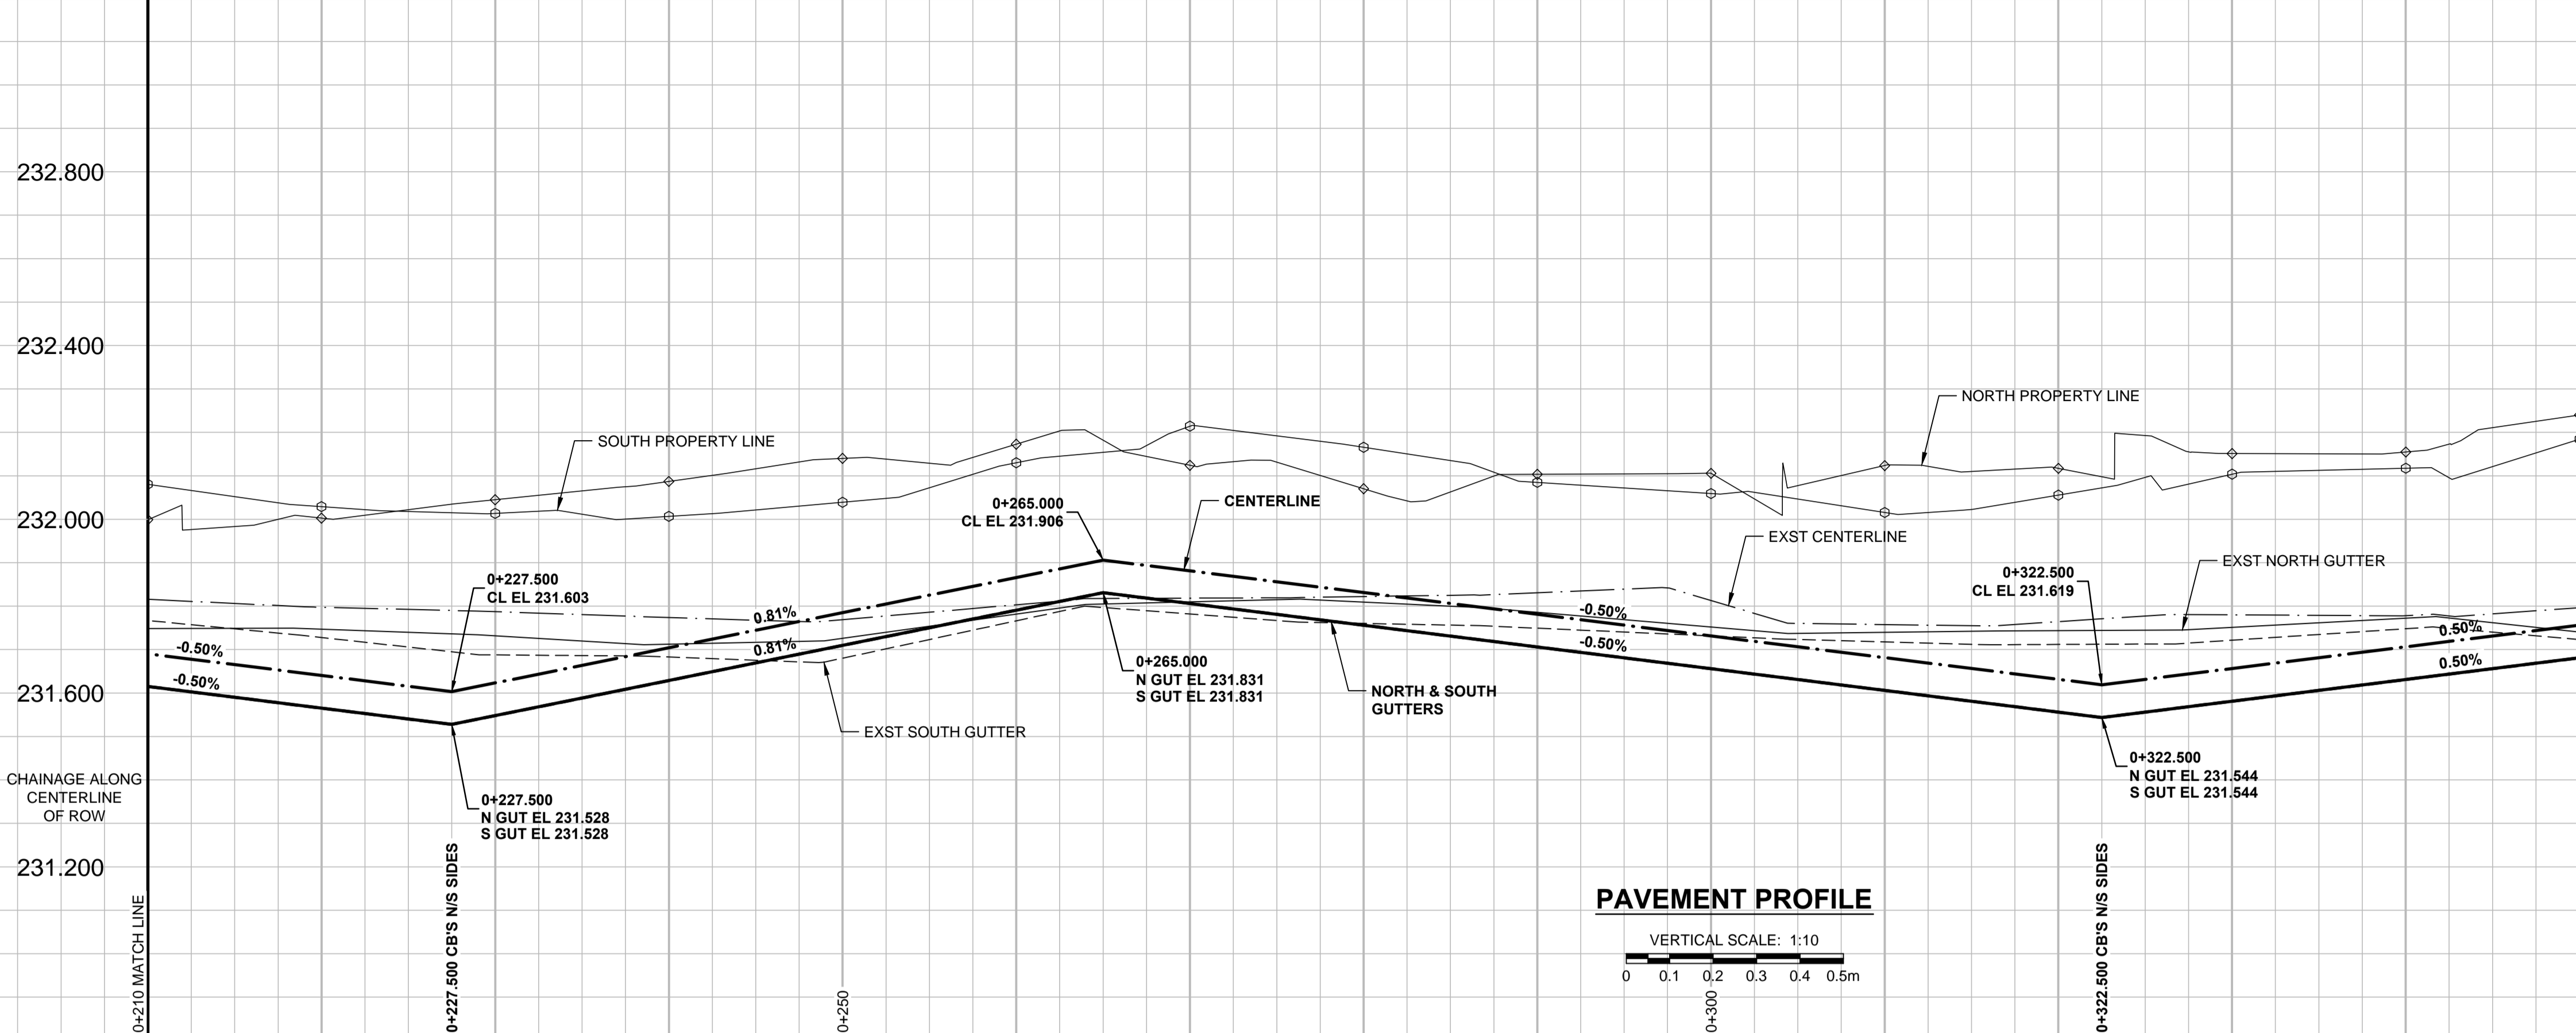 232.800
232.400
232.000
231.600
231.200
CHAINAGE ALONG
CENTERLINE
OF ROW
0+210 MATCH LINE
-0.50%
-0.50%
0+227.500
CL EL 231.603
0+227.500
N GUT EL 231.528
S GUT EL 231.528
0+227.500 CB'S N/S SIDES
SOUTH PROPERTY LINE
0.81%
0.81%
EXST SOUTH GUTTER
0+250
0+265.000
CL EL 231.906
CENTERLINE
0+265.000
N GUT EL 231.831
S GUT EL 231.831
NORTH & SOUTH
GUTTERS
-0.50%
-0.50%
NORTH PROPERTY LINE
EXST CENTERLINE
0+322.500
CL EL 231.619
EXST NORTH GUTTER
0.50%
0.50%
0+322.500
N GUT EL 231.544
S GUT EL 231.544
PAVEMENT PROFILE
VERTICAL SCALE: 1:10
0 0.1 0.2 0.3 0.4 0.5m
0+300
0+322.500 CB'S N/S SIDES